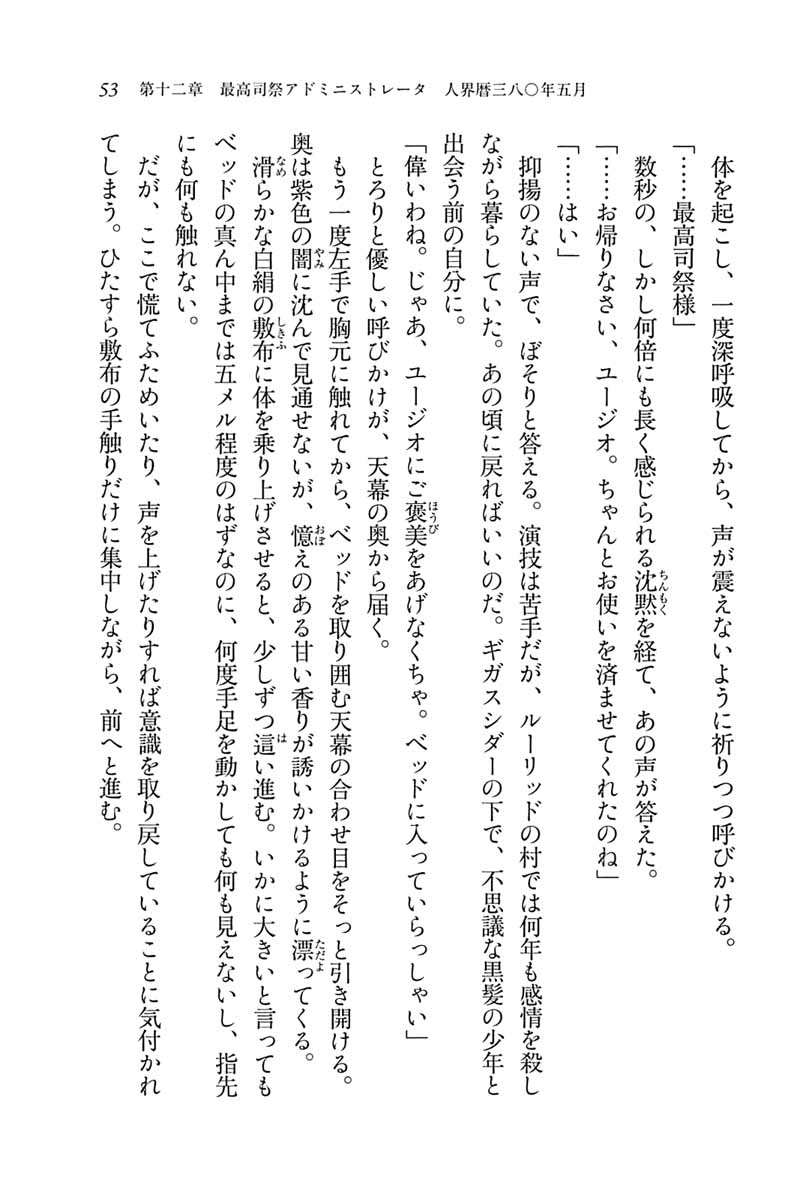 53 第十二章 最高司祭アドミニストレータ 人界暦三八〇年五月
体を起こし、一度深呼吸してから、声が震えないように祈りつつ呼びかける。
「……最高司祭様」
数秒の、しかし何倍にも長く感じられる沈黙を経て、あの声が答えた。
「……お帰りなさい、ユージオ。ちゃんとお使いを済ませてくれたのね」
「……はい」
抑揚のない声で、ぼそりと答える。演技は苦手だが、ルーリッドの村では何年も感情を殺し
ながら暮らしていた。あの頃に戻ればいいのだ。ギガスシダーの下で、不思議な黒髪の少年と
出会う前の自分に。
「偉いわね。じゃあ、ユージオにご褒美をあげなくちゃ。ベッドに入っていらっしゃい」
とろりと優しい呼びかけが、天幕の奥から届く。
もう一度左手で胸元に触れてから、ベッドを取り囲む天幕の合わせ目をそっと引き開ける。
奥は紫色の闇に沈んで見通せないが、憶えのある甘い香りが誘いかけるように漂ってくる。
滑らかな白絹の敷布に体を乗り上げさせると、少しずつ這い進む。いかに大きいと言っても
ベッドの真ん中までは五メル程度のはずなのに、何度手足を動かしても何も見えないし、指先
にも何も触れない。
だが、ここで慌てふためいたり、声を上げたりすれば意識を取り戻していることに気付かれ
てしまう。ひたすら敷布の手触りだけに集中しながら、前へと進む。